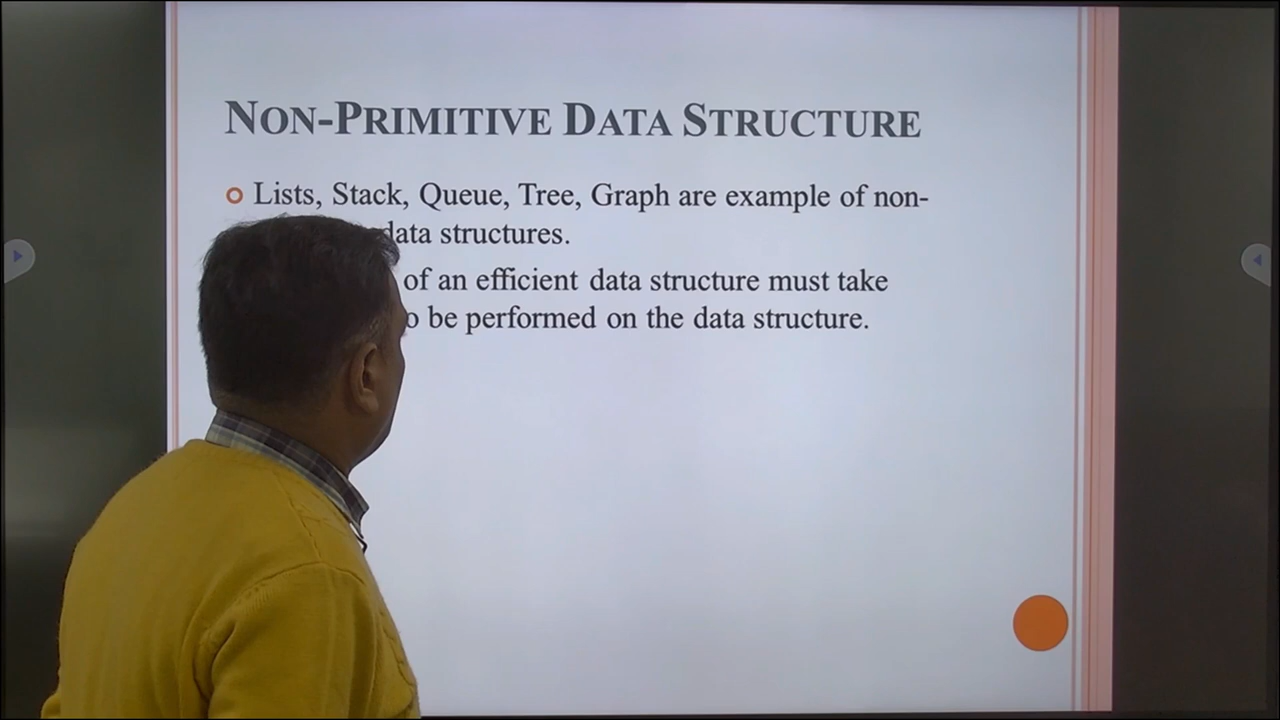 NON-PRIMITIVE DATA STRUCTURE
Lists, Stack, Queue, Tree, Graph are example of non-
data structures.
of an efficient data structure must take
to be performed on the data structure.